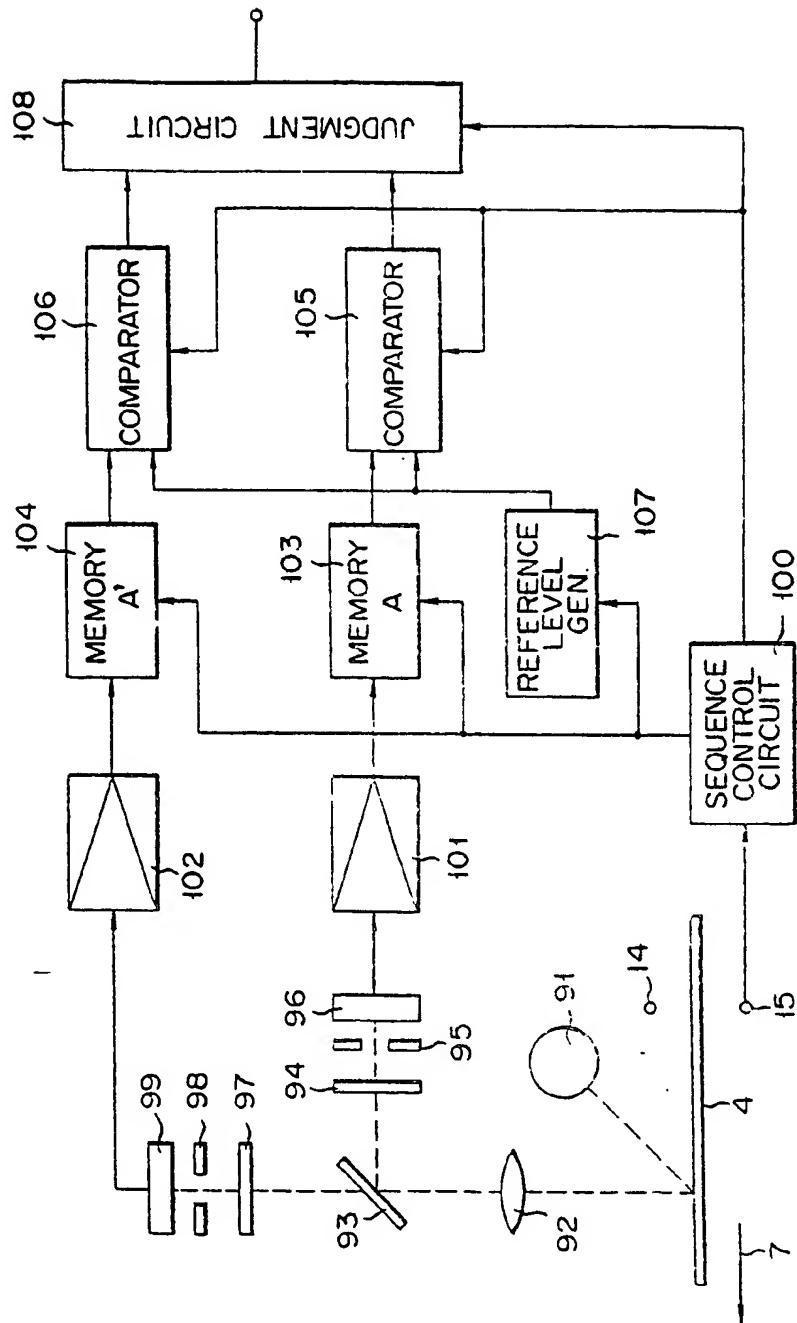 108
JUDGMENT CIRCUIT
106
COMPARATOR
105
COMPARATOR
104
MEMORY
A'
103
MEMORY
A
107
REFERENCE
LEVEL
GEN.
100
SEQUENCE
CONTROL
CIRCUIT
102
101
99
98
97
96
95
94
93
92
91
14
15
4
7